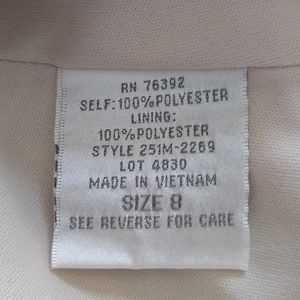 RN 76392
SELF:100%POLYESTER
LINING:
100%POLYESTER
STYLE 251M-2269
LOT 4830
MADE IN VIETNAM
SIZE 8
SEE REVERSE FOR CARE